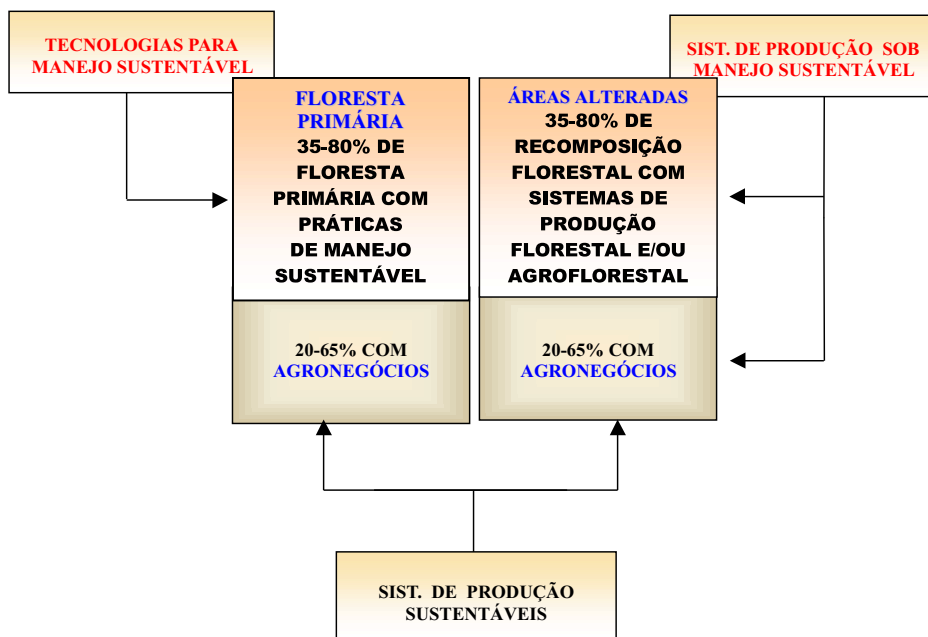 TECNOLOGIAS PARA
MANEJO SUSTENTÁVEL
SIST. DE PRODUÇÃO SOB
MANEJO SUSTENTÁVEL
FLORESTA
PRIMÁRIA
35-80% DE
FLORESTA
PRIMÁRIA COM
PRÁTICAS
DE MANEJO
SUSTENTÁVEL
ÁREAS ALTERADAS
35-80% DE
RECOMPOSIÇÃO
FLORESTAL COM
SISTEMAS DE
PRODUÇÃO
FLORESTAL E/OU
AGROFLORESTAL
20-65% COM
AGRONEGÓCIOS
20-65% COM
AGRONEGÓCIOS
SIST. DE PRODUÇÃO
SUSTENTÁVEIS